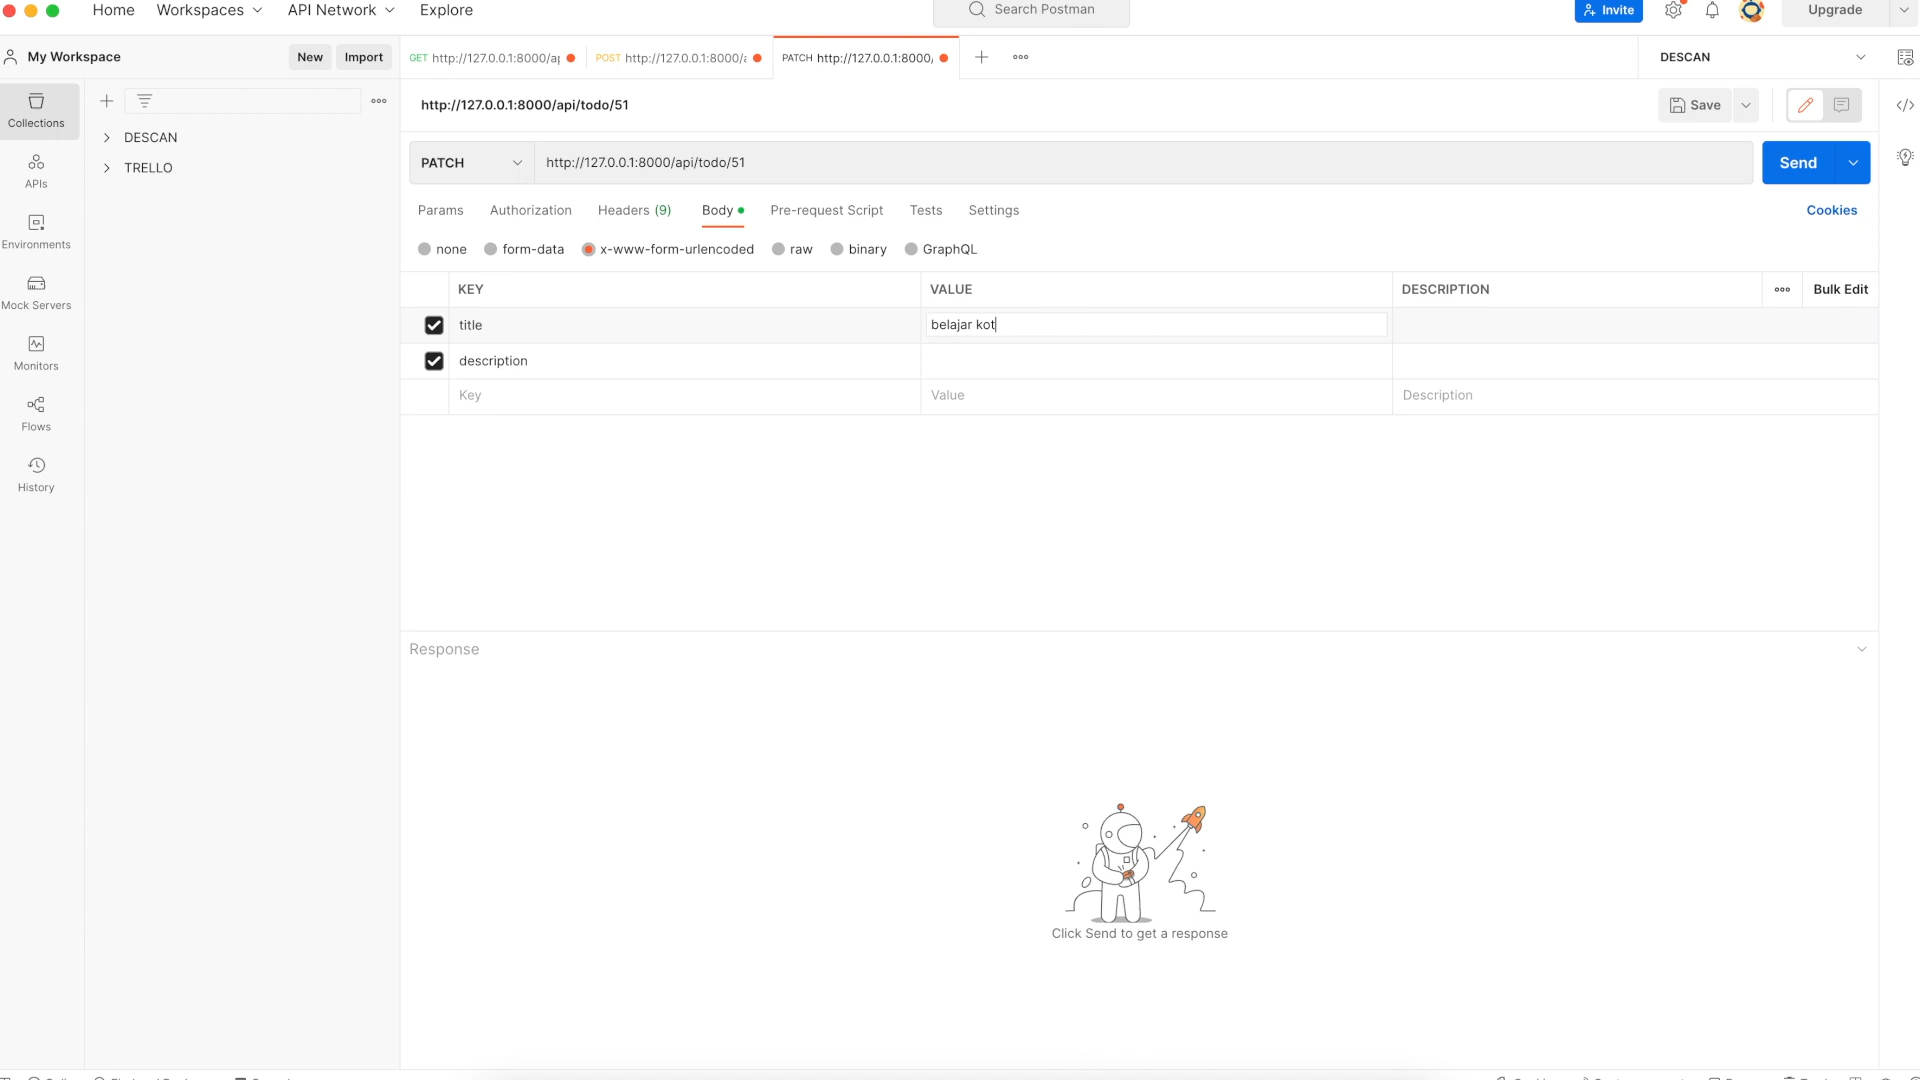 Home Workspaces API Network Explore
Search Postman
Invite
Upgrade
My Workspace
New Import
GET http://127.0.0.1:8000/ap
POST http://127.0.0.1:8000/a
PATCH http://127.0.0.1:8000/
DESCAN
Collections
APIs
Environments
Mock Servers
Monitors
Flows
History
DESCAN
TRELLO
http://127.0.0.1:8000/api/todo/51
Save
PATCH http://127.0.0.1:8000/api/todo/51
Send
Params Authorization Headers (9) Body Pre-request Script Tests Settings
Cookies
none form-data x-www-form-urlencoded raw binary GraphQL
KEY VALUE DESCRIPTION Bulk Edit
title belajar kot
description
Key Value Description
Response
Click Send to get a response